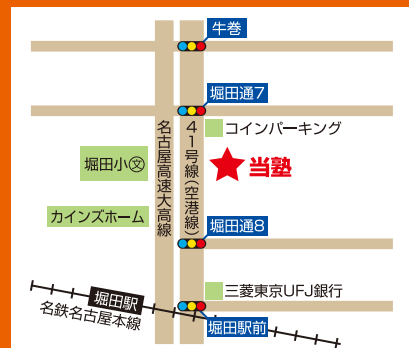 牛巻
堀田通7
コインパーキング
名古屋高速大高線
41号線(空港線)
堀田小文
当塾
カインズホーム
堀田通8
三菱東京UFJ銀行
堀田駅
名鉄名古屋本線
堀田駅前